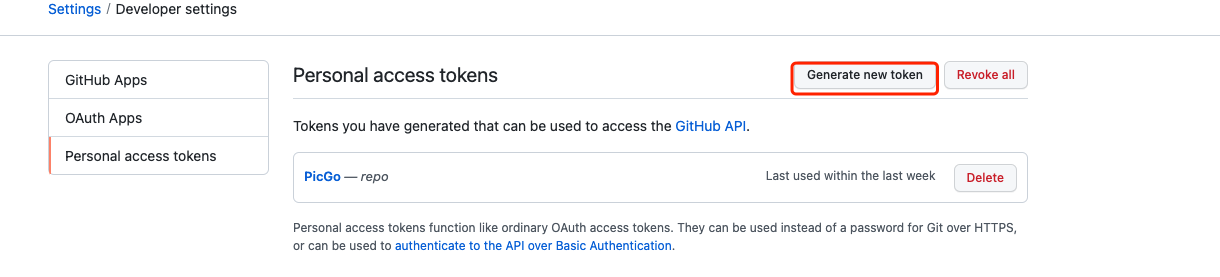 Settings / Developer settings
GitHub Apps
OAuth Apps
Personal access tokens
Personal access tokens
Generate new token
Revoke all
Tokens you have generated that can be used to access the GitHub API.
PicGo — repo
Last used within the last week
Delete
Personal access tokens function like ordinary OAuth access tokens. They can be used instead of a password for Git over HTTPS,
or can be used to authenticate to the API over Basic Authentication.